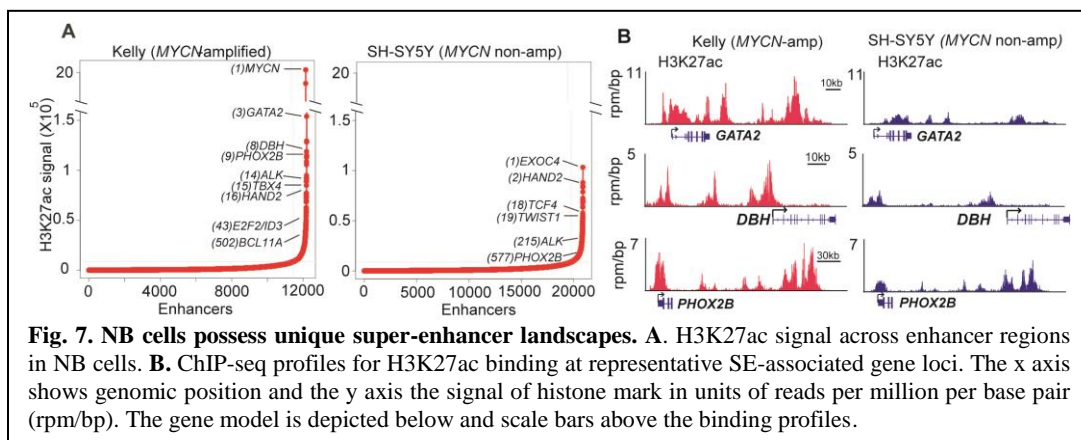 A
Kelly (MYCN-amplified)
SH-SY5Y (MYCN non-amp)
H3K27ac signal (X10⁵)
20
1.5
1
0.5
0
(1)MYCN
(3)GATA2
(8)DBH
(9)PHOX2B
(14)ALK
(15)TBX4
(16)HAND2
(43)E2F2/ID3
(502)BCL11A
0 4000 8000 12000
Enhancers
20
1.5
1
0.5
0
(1)EXOC4
(2)HAND2
(18)TCF4
(19)TWIST1
(215)ALK
(577)PHOX2B
0 5000 10000 15000 20000
Enhancers
B
Kelly (MYCN-amp)
SH-SY5Y (MYCN non amp)
H3K27ac
H3K27ac
11
rpm/bp
10kb
GATA2
11
GATA2
5
rpm/bp
10kb
DBH
5
DBH
7
rpm/bp
30kb
PHOX2B
7
PHOX2B
Fig. 7. NB cells possess unique super-enhancer landscapes. A. H3K27ac signal across enhancer regions
in NB cells. B. ChIP-seq profiles for H3K27ac binding at representative SE-associated gene loci. The x axis
shows genomic position and the y axis the signal of histone mark in units of reads per million per base pair
(rpm/bp). The gene model is depicted below and scale bars above the binding profiles.